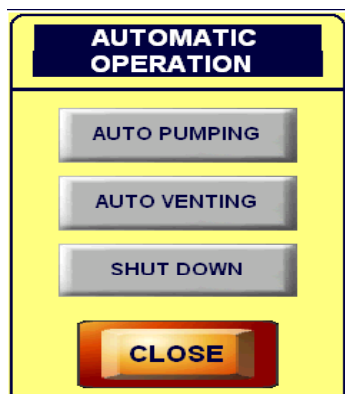 AUTOMATIC
OPERATION
AUTO PUMPING
AUTO VENTING
SHUT DOWN
CLOSE